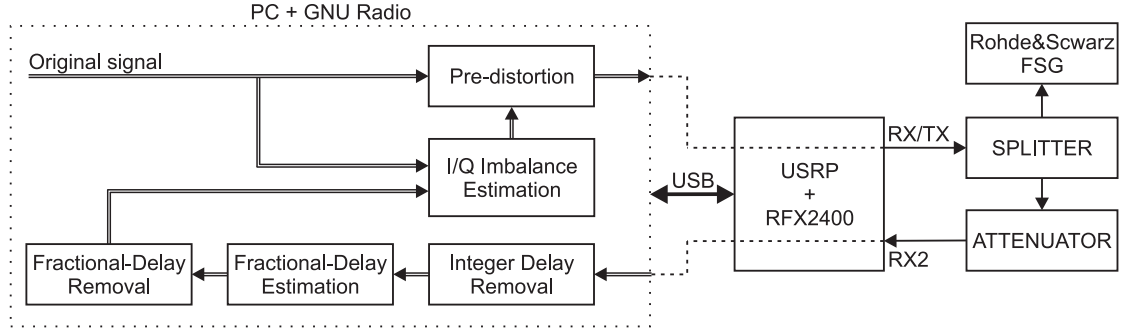 PC + GNU Radio
Original signal
Pre-distortion
I/Q Imbalance
Estimation
Fractional-Delay
Removal
Fractional-Delay
Estimation
Integer Delay
Removal
USB
USRP
+
RFX2400
RX/TX
RX2
Rohde&Scwarz
FSG
SPLITTER
ATTENUATOR